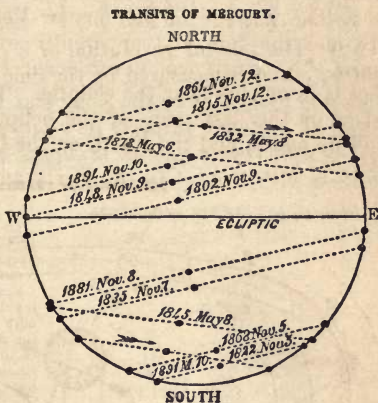 TRANSITS OF MERCURY.
NORTH
1861. Nov. 12.
1815. Nov. 12.
1832. May. 5
1878. May 6.
1894. Nov. 10.
1848. Nov. 9.
1802. Nov. 9.
W
E
ECLIPTIC
1881. Nov. 8.
1835. Nov. 7.
1845. May 8.
1868 Nov. 5
1822. Nov. 5.
1891 M. 10.
SOUTH